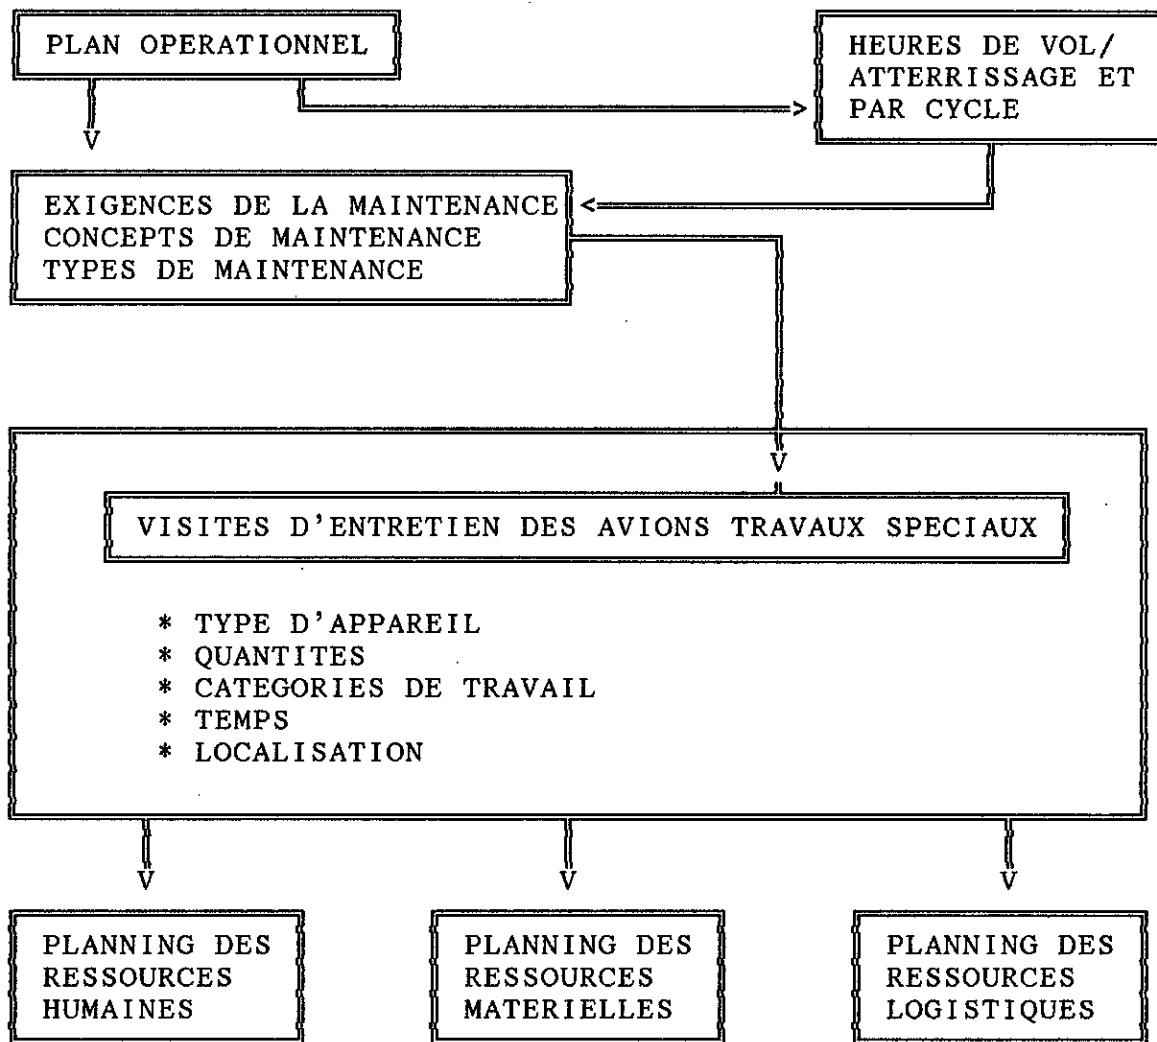 PLAN OPERATIONNEL
HEURES DE VOL/
ATTERRISSAGE ET
PAR CYCLE
EXIGENCES DE LA MAINTENANCE
CONCEPTS DE MAINTENANCE
TYPES DE MAINTENANCE
VISITES D'ENTRETIEN DES AVIONS TRAVAUX SPECIAUX
* TYPE D'APPAREIL
* QUANTITES
* CATEGORIES DE TRAVAIL
* TEMPS
* LOCALISATION
PLANNING DES
RESSOURCES
HUMAINES
PLANNING DES
RESSOURCES
MATERIELLES
PLANNING DES
RESSOURCES
LOGISTIQUES